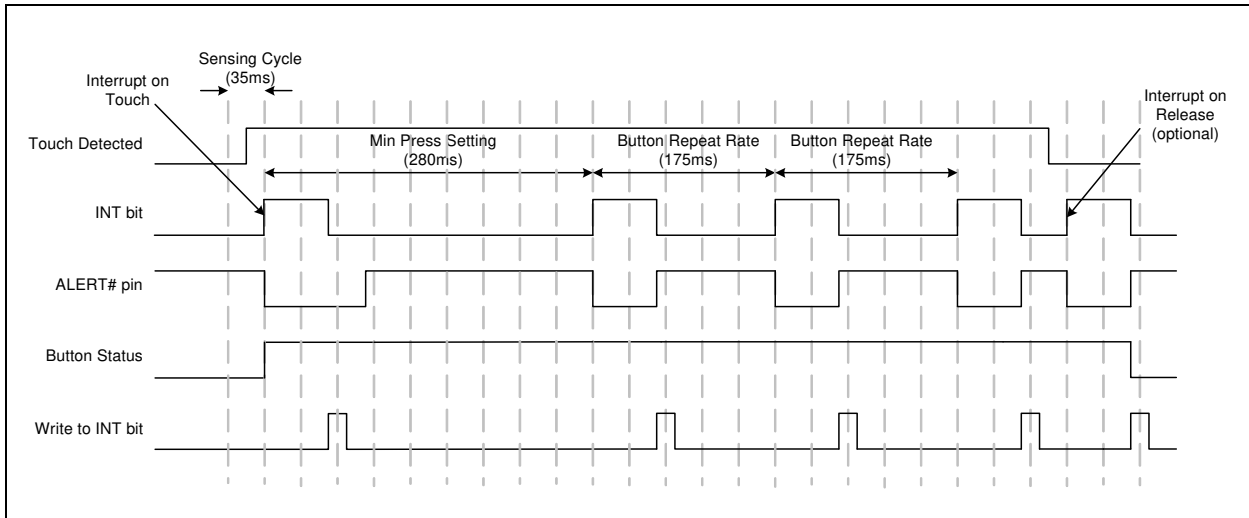 Sensing Cycle
(35ms)
Interrupt on
Touch
Interrupt on
Release
(optional)
Touch Detected
Min Press Setting
(280ms)
Button Repeat Rate
(175ms)
Button Repeat Rate
(175ms)
INT bit
ALERT# pin
Button Status
Write to INT bit